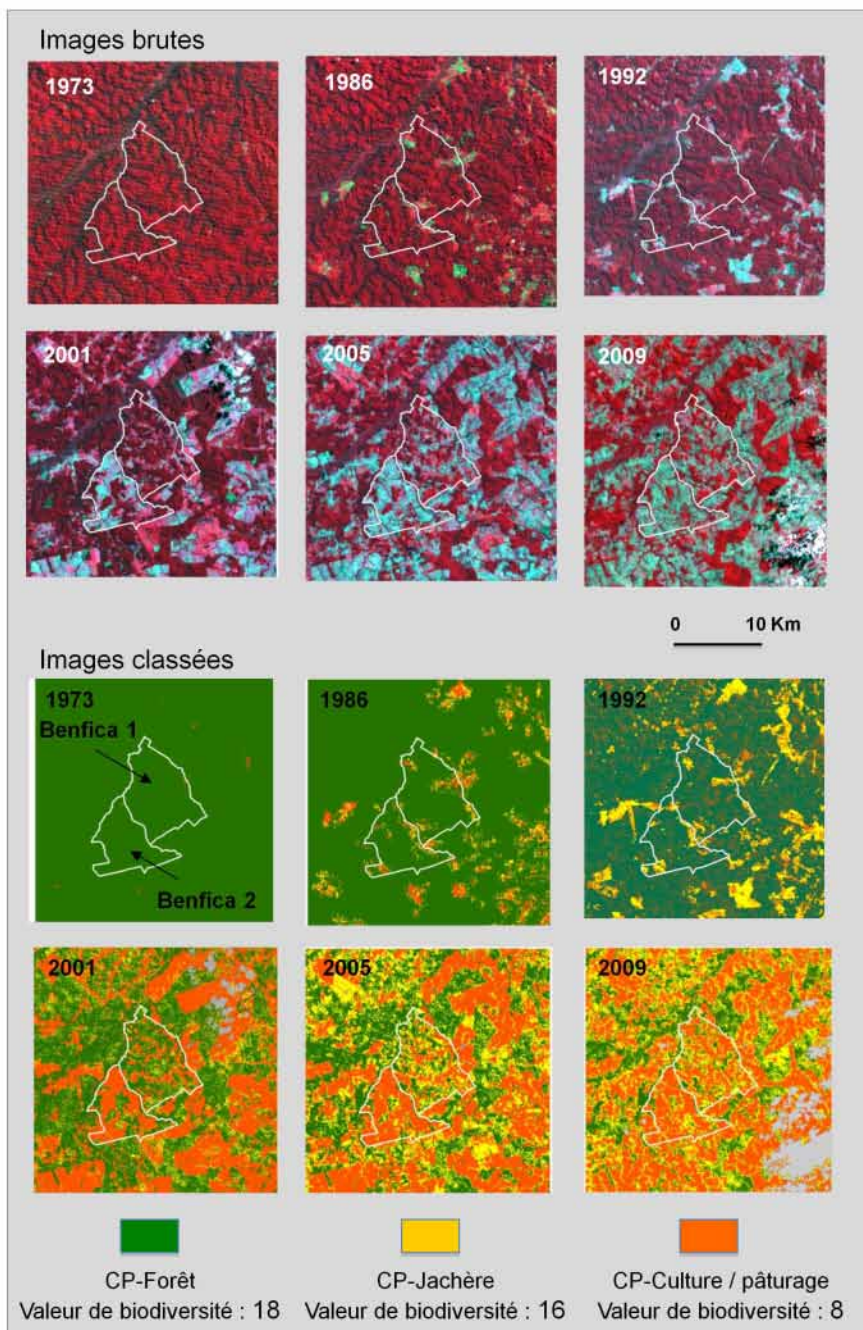 Images brutes
1973 1986 1992
2001 2005 2009
0 10 Km
Images classées
1973 1986 1992
Benfica 1
Benfica 2
2001 2005 2009
CP-Forêt CP-Jachère CP-Culture / pâturage
Valeur de biodiversité : 18 Valeur de biodiversité : 16 Valeur de biodiversité : 8